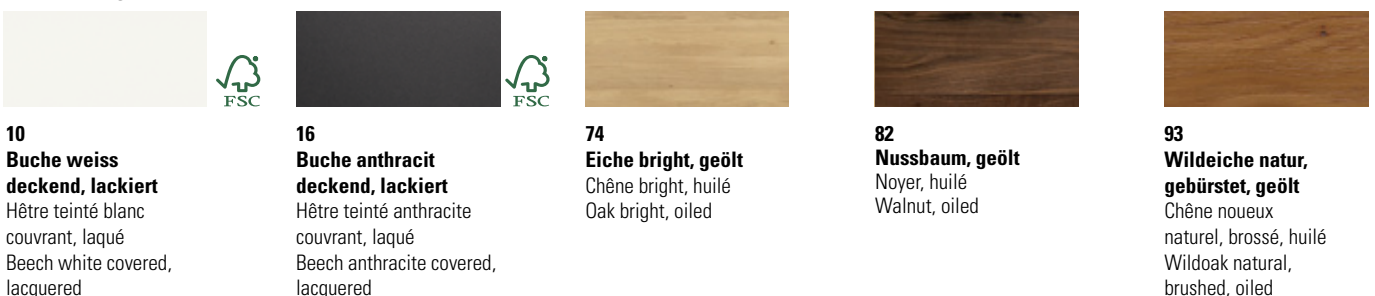 FSC
10
Buche weiss
deckend, lackiert
Hêtre teinté blanc
couvrant, laqué
Beech white covered,
lacquered
FSC
16
Buche anthracit
deckend, lackiert
Hêtre teinté anthracite
couvrant, laqué
Beech anthracite covered,
lacquered
74
Eiche bright, geölt
Chêne bright, huilé
Oak bright, oiled
82
Nussbaum, geölt
Noyer, huilé
Walnut, oiled
93
Wildeiche natur,
gebürstet, geölt
Chêne noueux
naturel, brossé, huilé
Wildoak natural,
brushed, oiled